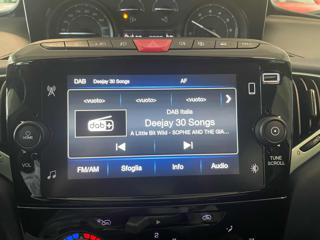 DAB Deejay 30 Songs AF
<vuoto> <vuoto> <vuoto>
DAB Italia
dab+
Deejay 30 Songs
A Little Bit Wild - SOPHIE AND THE GIA...
FM/AM Sfoglia Info Audio
VOL
TUNE
SCROLL